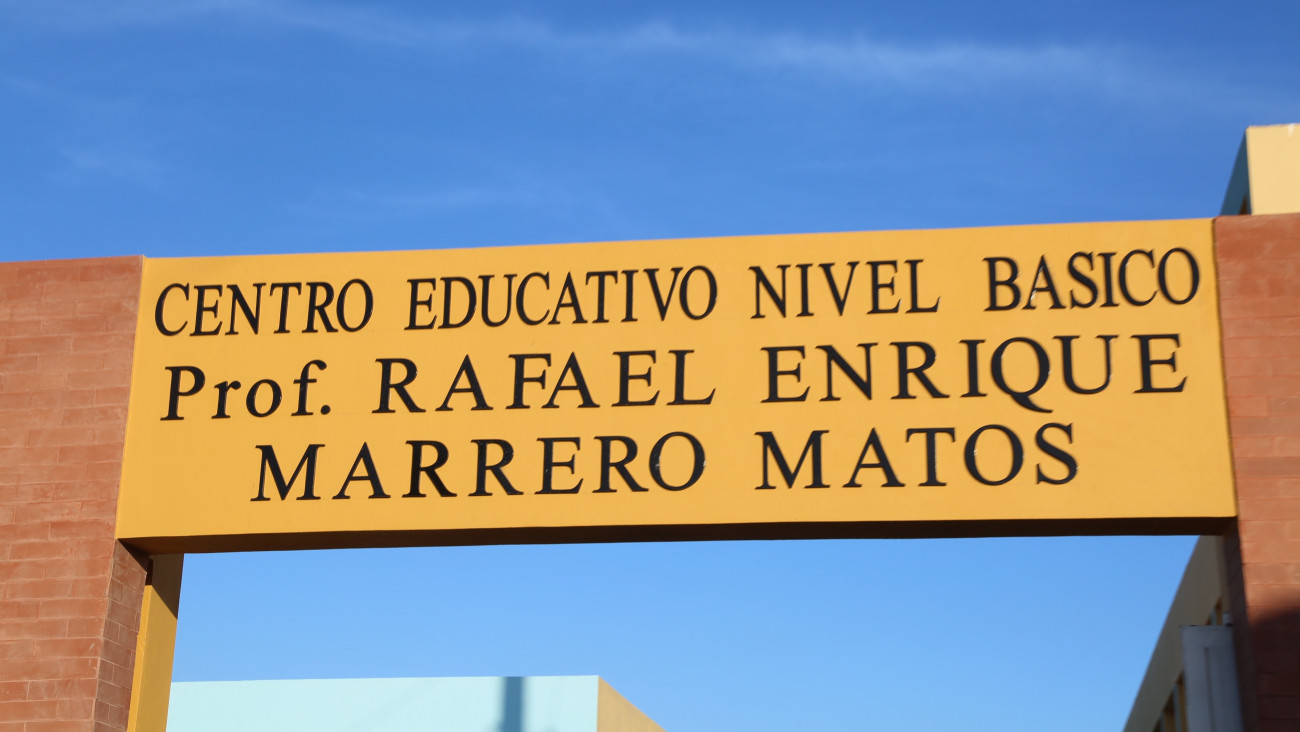 CENTRO EDUCATIVO NIVEL BASICO
Prof. RAFAEL ENRIQUE
MARRERO MATOS